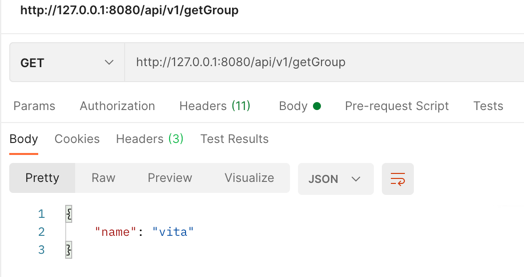 http://127.0.0.1:8080/api/v1/getGroup
GET http://127.0.0.1:8080/api/v1/getGroup
Params Authorization Headers (11) Body Pre-request Script Tests
Body Cookies Headers (3) Test Results
Pretty Raw Preview Visualize JSON
1 {
2 "name": "vita"
3 }